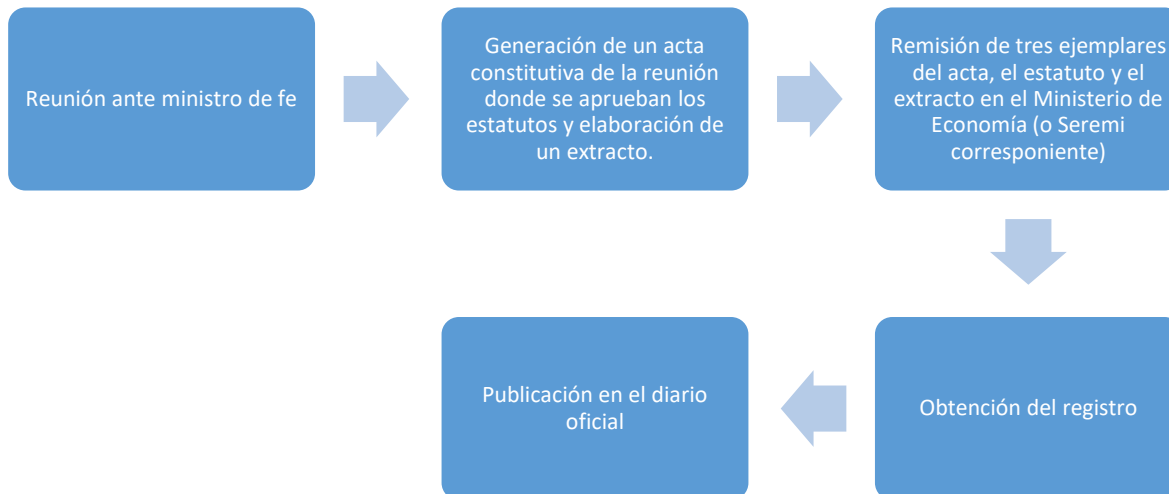 Reunión ante ministro de fe
Generación de un acta
constitutiva de la reunión
donde se aprueban los
estatutos y elaboración de
un extracto.
Remisión de tres ejemplares
del acta, el estatuto y el
extracto en el Ministerio de
Economía (o Seremi
corresponiente)
Obtención del registro
Publicación en el diario
oficial